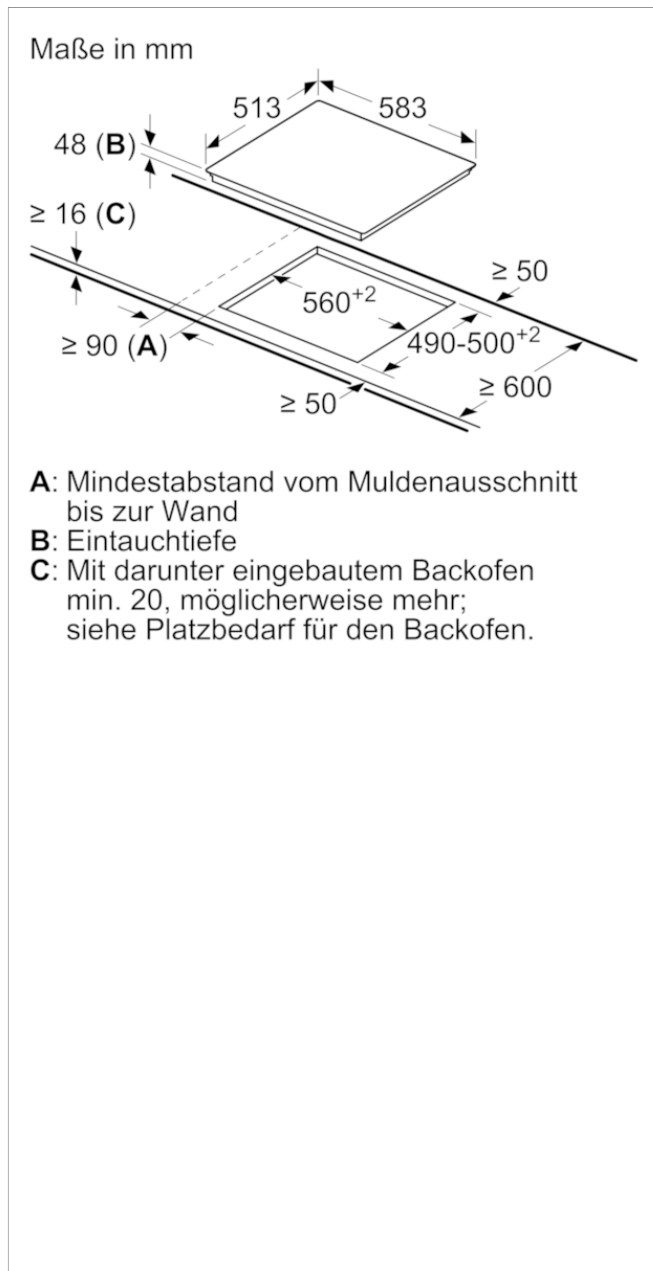 Maße in mm
513
583
48 (B)
≥ 16 (C)
≥ 50
560+2
490-500+2
≥ 90 (A)
≥ 600
≥ 50
A: Mindestabstand vom Muldenausschnitt
bis zur Wand
B: Eintauchtiefe
C: Mit darunter eingebautem Backofen
min. 20, möglicherweise mehr;
siehe Platzbedarf für den Backofen.